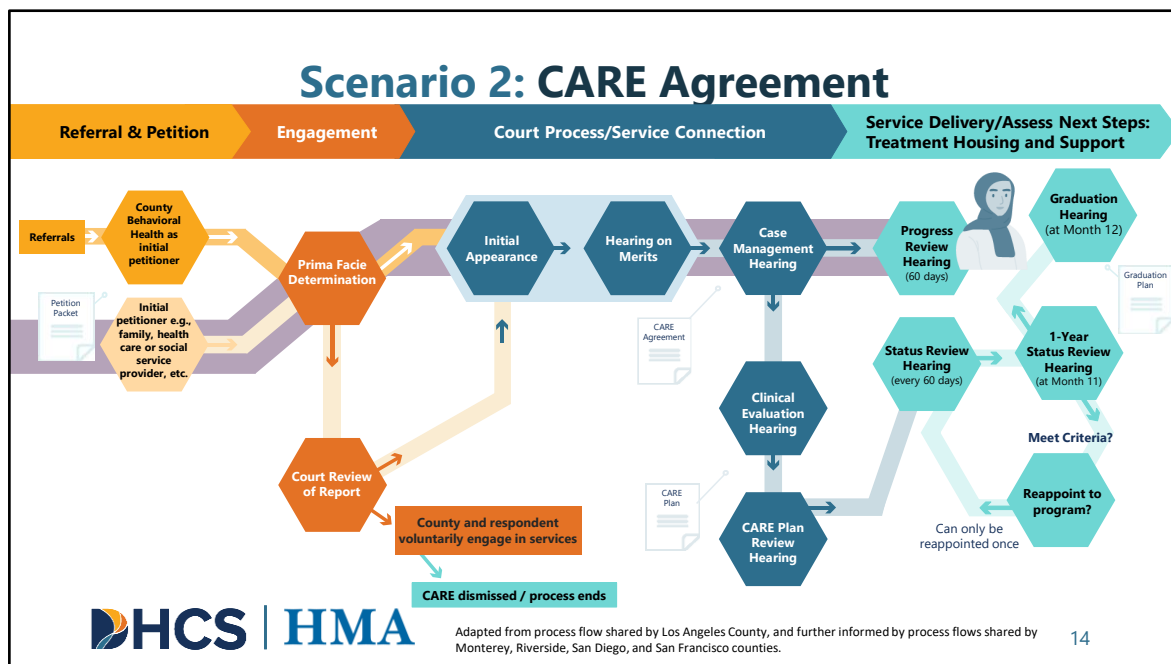 Scenario 2: CARE Agreement
Referral & Petition
Engagement
Court Process/Service Connection
Service Delivery/Assess Next Steps:
Treatment Housing and Support
Referrals
County
Behavioral
Health as
initial
petitioner
Petition
Packet
Initial
petitioner e.g.,
family, health
care or social
service
provider, etc.
Prima Facie
Determination
Court Review
of Report
County and respondent
voluntarily engage in services
CARE dismissed / process ends
Initial
Appearance
Hearing on
Merits
Case
Management
Hearing
CARE
Agreement
Clinical
Evaluation
Hearing
CARE
Plan
CARE Plan
Review
Hearing
Progress
Review
Hearing
(60 days)
Graduation
Hearing
(at Month 12)
Graduation
Plan
Status Review
Hearing
(every 60 days)
1-Year
Status Review
Hearing
(at Month 11)
Meet Criteria?
Reappoint to
program?
Can only be
reappointed once
DHCS
HMA
Adapted from process flow shared by Los Angeles County, and further informed by process flows shared by
Monterey, Riverside, San Diego, and San Francisco counties.
14